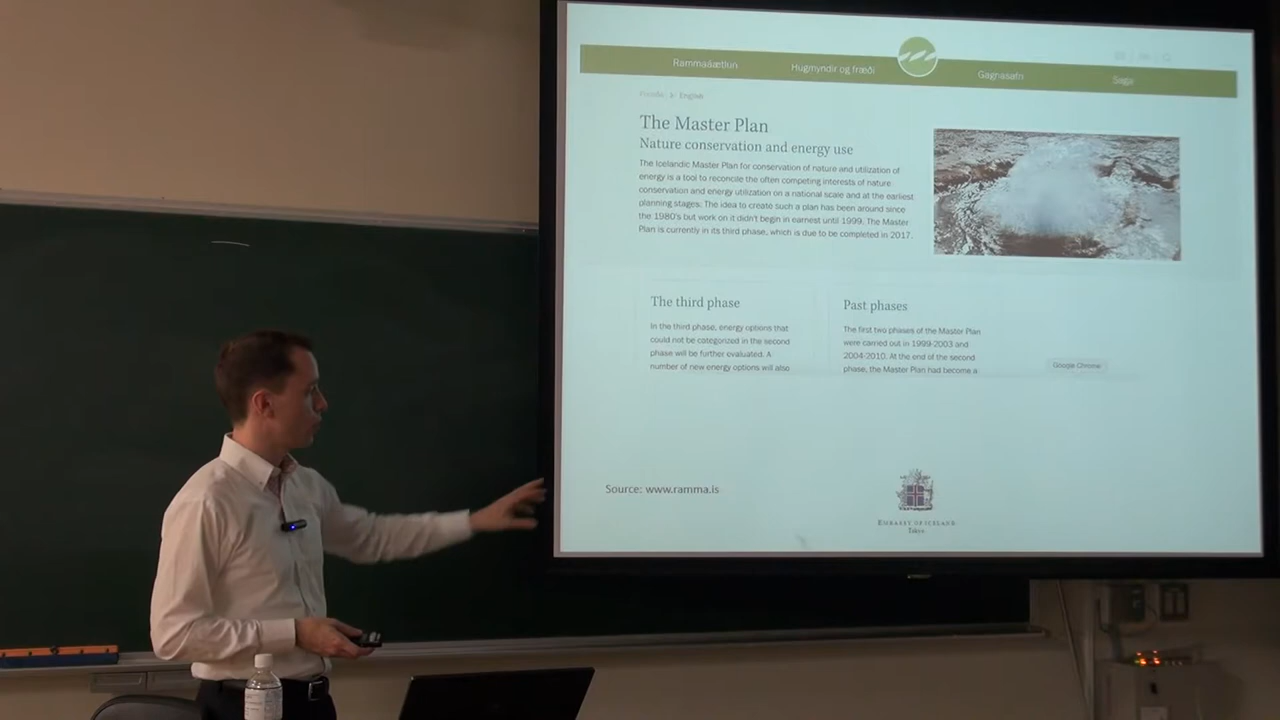 Rammaáætlun
Hugmyndir og fræði
Gagnasafn
Saga
Forsíða > English
The Master Plan
Nature conservation and energy use
The Icelandic Master Plan for conservation of nature and utilization of
energy is a tool to reconcile the often competing interests of nature
conservation and energy utilization on a national scale and at the earliest
planning stages. The idea to create such a plan has been around since
the 1980's but work on it didn't begin in earnest until 1999. The Master
Plan is currently in its third phase, which is due to be completed in 2017.
The third phase
In the third phase, energy options that
could not be categorized in the second
phase will be further evaluated. A
number of new energy options will also
Past phases
The first two phases of the Master Plan
were carried out in 1999-2003 and
2004-2010. At the end of the second
phase, the Master Plan had become a
Google Chrome
Source: www.ramma.is
EMBASSY OF ICELAND
Tokyo